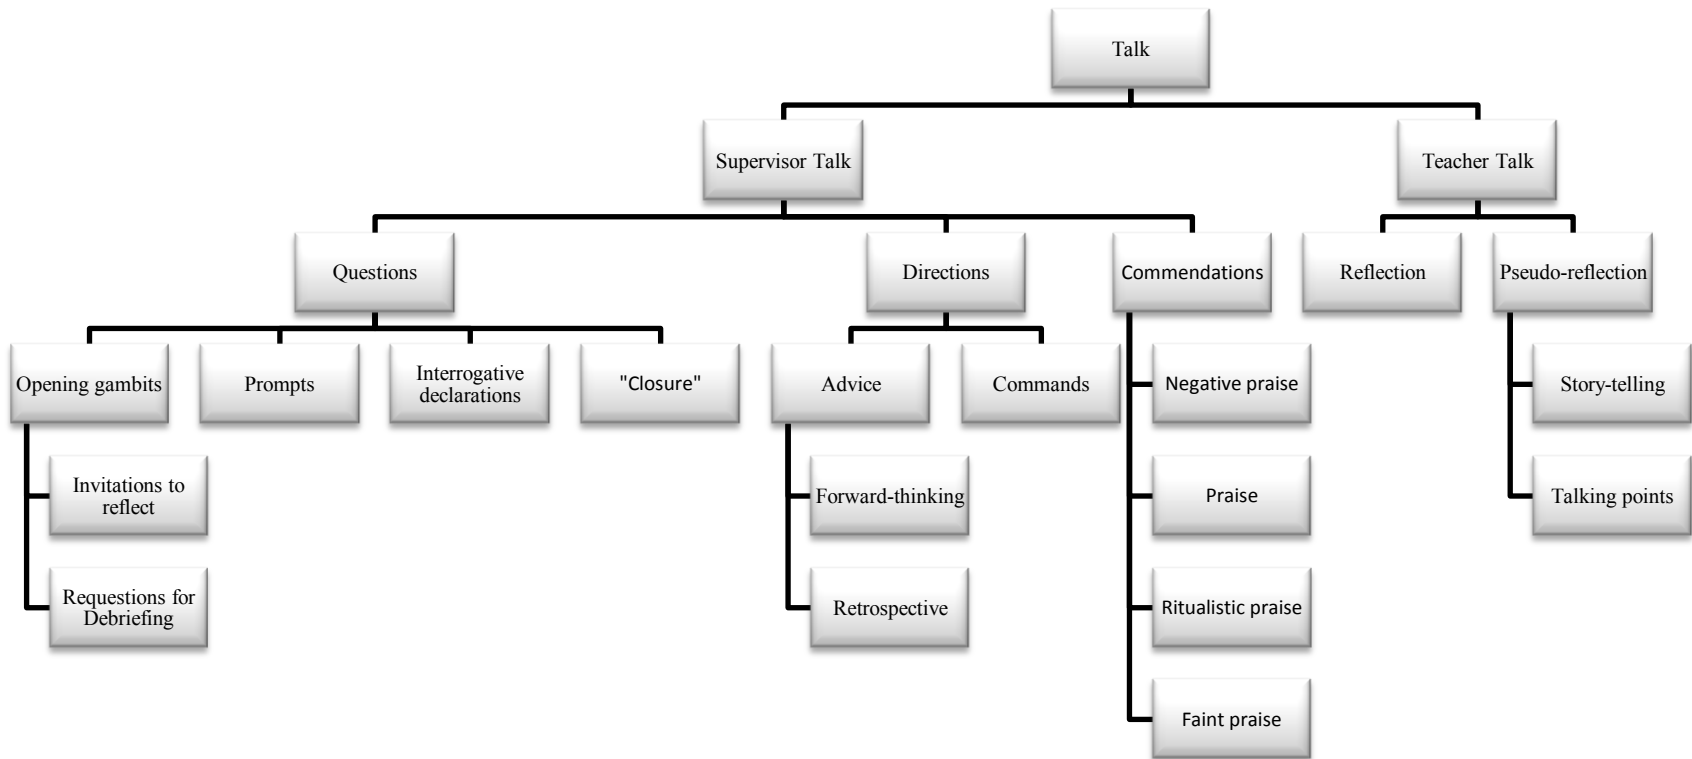 Talk
Supervisor Talk
Teacher Talk
Questions
Directions
Commendations
Reflection
Pseudo-reflection
Opening gambits
Prompts
Interrogative
declarations
"Closure"
Advice
Commands
Negative praise
Story-telling
Invitations to
reflect
Forward-thinking
Praise
Talking points
Requestions for
Debriefing
Retrospective
Ritualistic praise
Faint praise